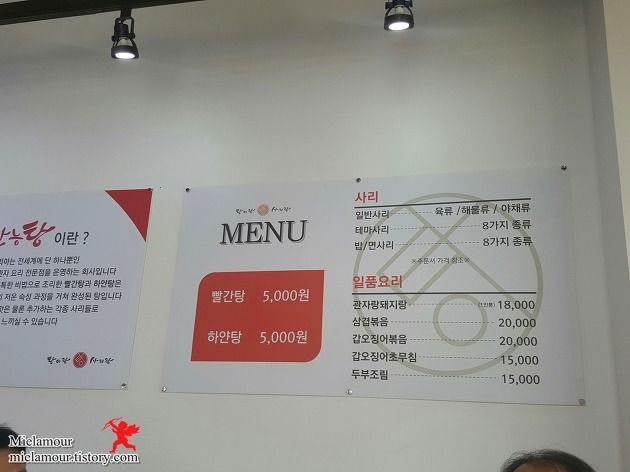 만능탕 이란 ?
피아는 전세계에 단 하나뿐인
관자 요리 전문점을 운영하는 회사입니다
특한 비법으로 조리한 빨간탕과 하얀탕은
저온 숙성 과정을 거쳐 완성된 탕입니다
것은 물론 추가하는 각종 사리들로
느끼실 수 있습니다
MENU
빨간탕 5,000원
하얀탕 5,000원
사리
일반사리 육류 / 해물류 / 야채류
테마사리 8가지 종류
밥/면사리 8가지 종류
※주문서 가격 참조※
일품요리
관자랑돼지랑 (1인분) 18,000
삼겹볶음 20,000
갑오징어볶음 20,000
갑오징어초무침 15,000
두부조림 15,000
Mielamour
mielamour.tistory.com